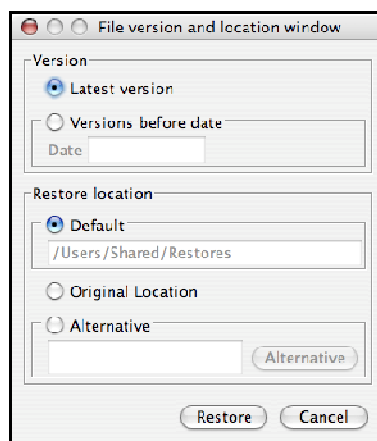 File version and location window
Version
Latest version
Versions before date
Date
Restore location
Default
/Users/Shared/Restores
Original Location
Alternative
Alternative
Restore Cancel